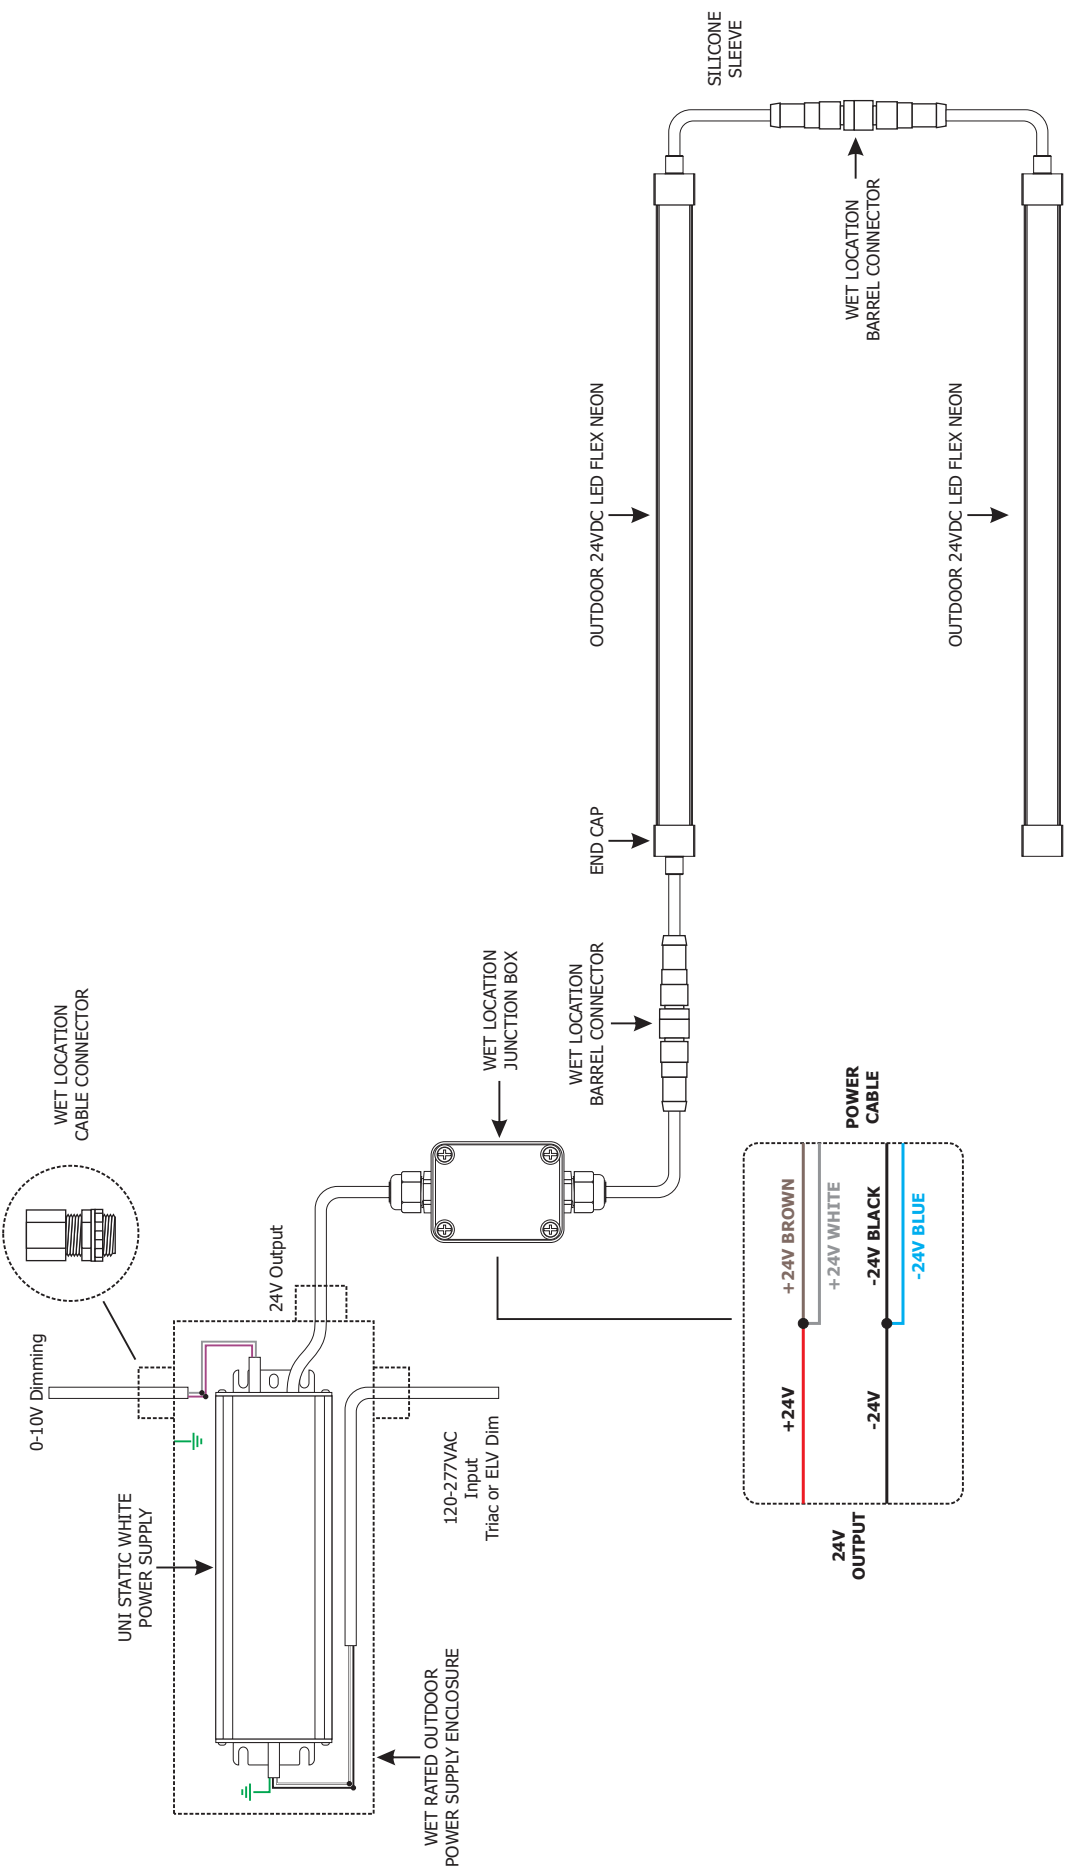 WET LOCATION
CABLE CONNECTOR
0-10V Dimming
24V Output
UNI STATIC WHITE
POWER SUPPLY
120-277VAC
Input
Triac or ELV Dim
WET RATED OUTDOOR
POWER SUPPLY ENCLOSURE
WET LOCATION
JUNCTION BOX
WET LOCATION
BARREL CONNECTOR
END CAP
OUTDOOR 24VDC LED FLEX NEON
SILICONE
SLEEVE
WET LOCATION
BARREL CONNECTOR
OUTDOOR 24VDC LED FLEX NEON
24V
OUTPUT
+24V
-24V
+24V BROWN
+24V WHITE
-24V BLACK
-24V BLUE
POWER
CABLE